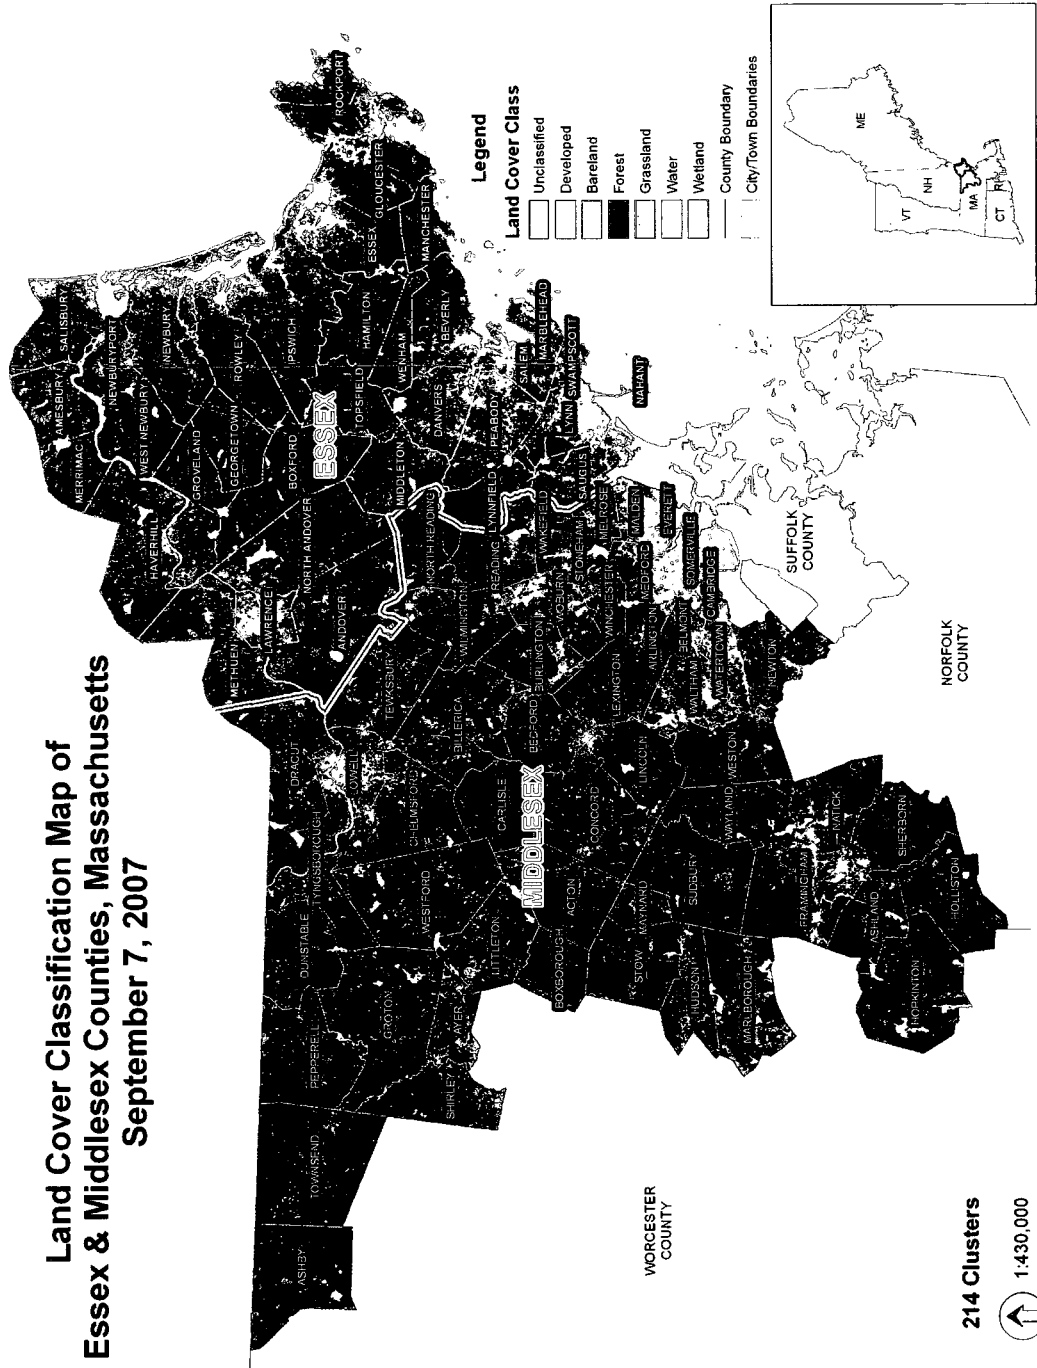 Land Cover Classification Map of
Essex & Middlesex Counties, Massachusetts
September 7, 2007
SALISBURY
AMESBURY
MERRIMAC
NEWBURYPORT
WEST NEWBURY
NEWBURY
HAVERHILL
GROVELAND
GEORGETOWN
ROWLEY
IPSWICH
BOXFORD
ESSEX
TOPSFIELD
HAMILTON
ESSEX
GLOUCESTER
ROCKPORT
MANCHESTER
WENHAM
BEVERLY
DANVERS
MIDDLETON
NORTH ANDOVER
METHUEN
LAWRENCE
ANDOVER
PEABODY
SALEM
MARBLEHEAD
SWAMPSCOTT
LYNN
NAHANT
LYNNFIELD
SAUGUS
NORTH READING
READING
WAKEFIELD
STONEHAM
MELROSE
MALDEN
EVERETT
MEDFORD
SOMERVILLE
CAMBRIDGE
WINCHESTER
WOBURN
WILMINGTON
BURLINGTON
ARLINGTON
BELMONT
WATERTOWN
NEWTON
WALTHAM
LEXINGTON
BEDFORD
BILLERICA
TEWKSBURY
DRACUT
LOWELL
CHELMSFORD
CARLISLE
MIDDLESEX
CONCORD
LINCOLN
WESTON
WAYLAND
TYNGSBOROUGH
DUNSTABLE
WESTFORD
ACTON
LITTLETON
BOXBOROUGH
MAYNARD
STOW
SUDBURY
HUDSON
MARLBOROUGH
FRAMINGHAM
NATICK
SHERBORN
ASHLAND
HOLLISTON
HOPKINTON
PEPPERELL
GROTON
AYER
SHIRLEY
TOWNSEND
ASHBY
WORCESTER
COUNTY
SUFFOLK
COUNTY
NORFOLK
COUNTY
Legend
Land Cover Class
Unclassified
Developed
Bareland
Forest
Grassland
Water
Wetland
County Boundary
City/Town Boundaries
ME
VT
NH
MA
CT
RI
214 Clusters
1:430,000